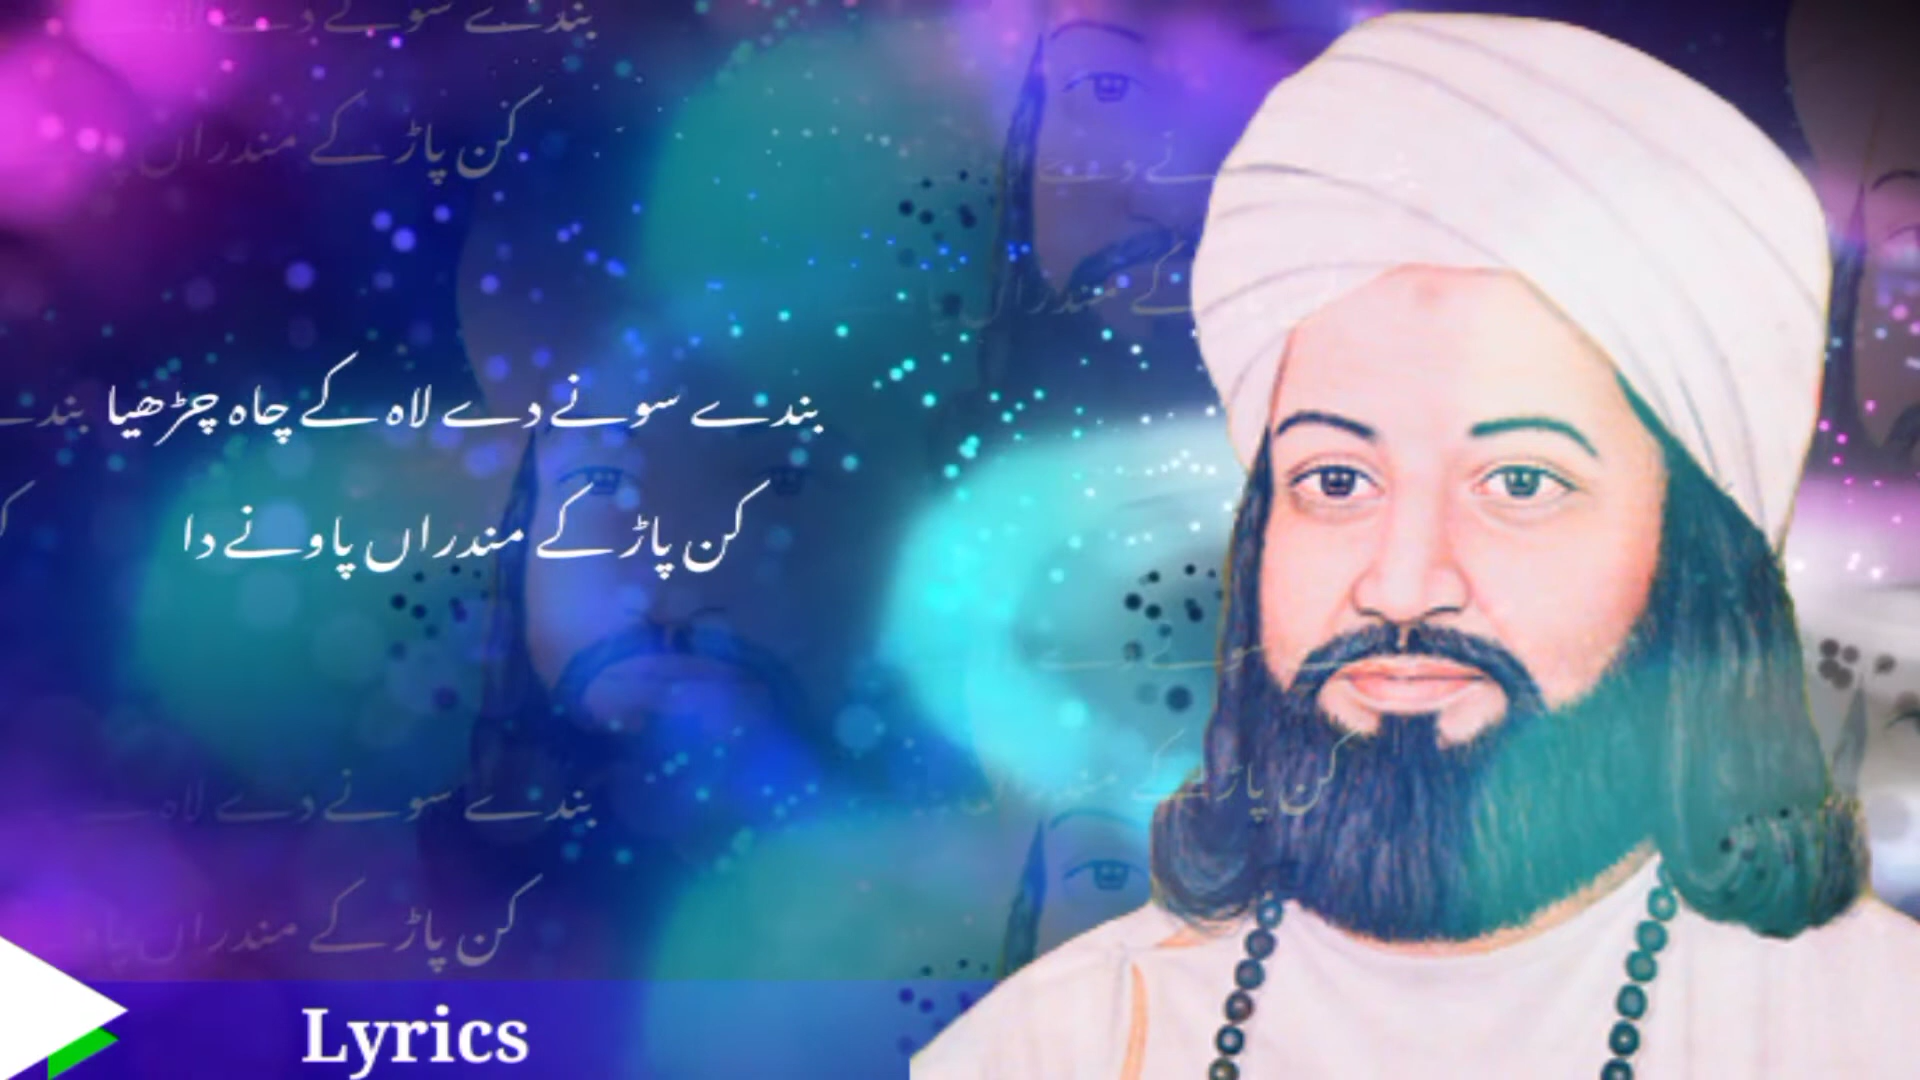 بندے سونے دے لاہ کے چاہ چڑھیا
کن پاڑ کے مندراں پاونے دا
Lyrics